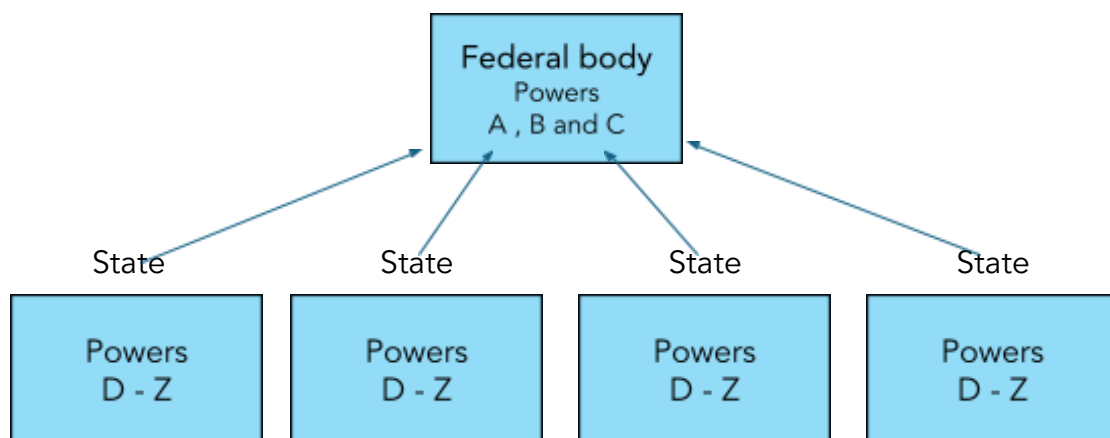 Federal body
Powers
A , B and C
State
State
State
State
Powers
D - Z
Powers
D - Z
Powers
D - Z
Powers
D - Z